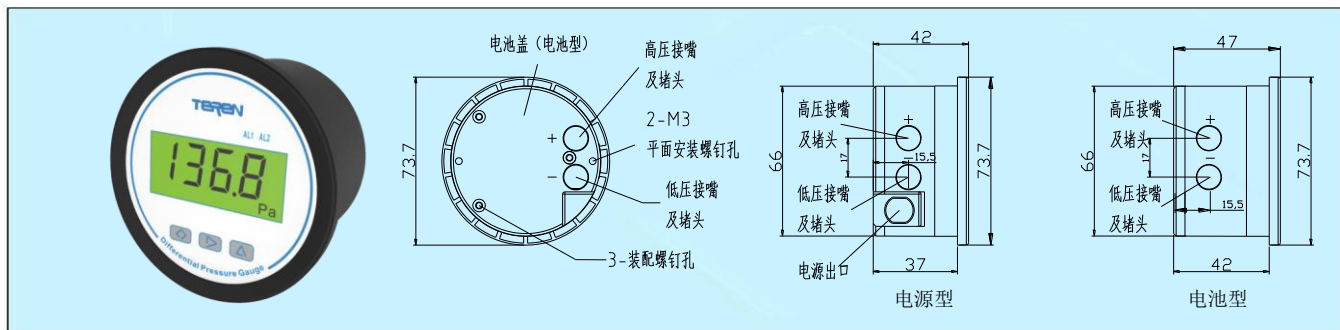 TEREN
AL1 AL2
136.8
Pa
Differential Pressure Gauge
电池盖（电池型）
高压接嘴
及堵头
2-M3
平面安装螺钉孔
低压接嘴
及堵头
3-装配螺钉孔
73.7
+
-
42
高压接嘴
及堵头
低压接嘴
及堵头
电源出口
66
17
15,5
73.7
+
-
37
电源型
47
高压接嘴
及堵头
低压接嘴
及堵头
66
17
15,5
73.7
+
-
42
电池型